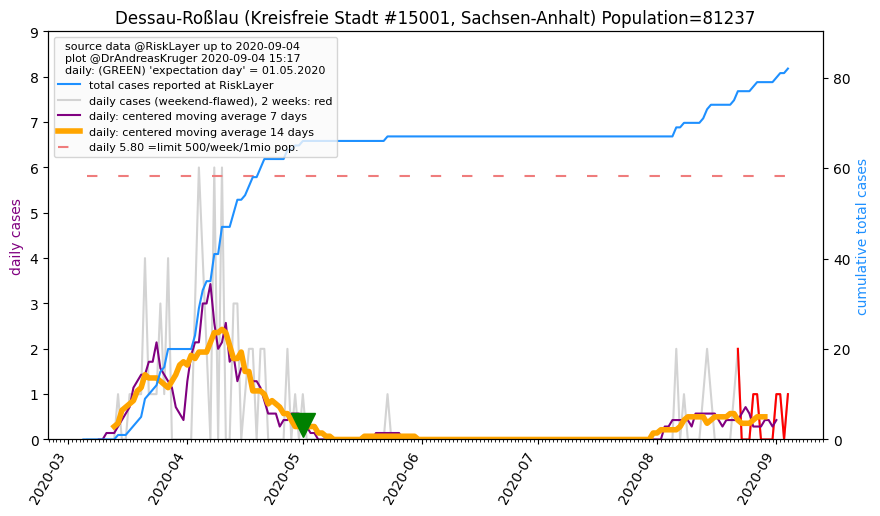 Dessau-Roßlau (Kreisfreie Stadt #15001, Sachsen-Anhalt) Population=81237
source data @RiskLayer up to 2020-09-04
plot @DrAndreasKruger 2020-09-04 15:17
daily: (GREEN) 'expectation day' = 01.05.2020
total cases reported at RiskLayer
daily cases (weekend-flawed), 2 weeks: red
daily: centered moving average 7 days
daily: centered moving average 14 days
daily 5.80 =limit 500/week/1mio pop.
daily cases
9
8
7
6
5
4
3
2
1
0
cumulative total cases
80
60
40
20
0
2020-03
2020-04
2020-05
2020-06
2020-07
2020-08
2020-09